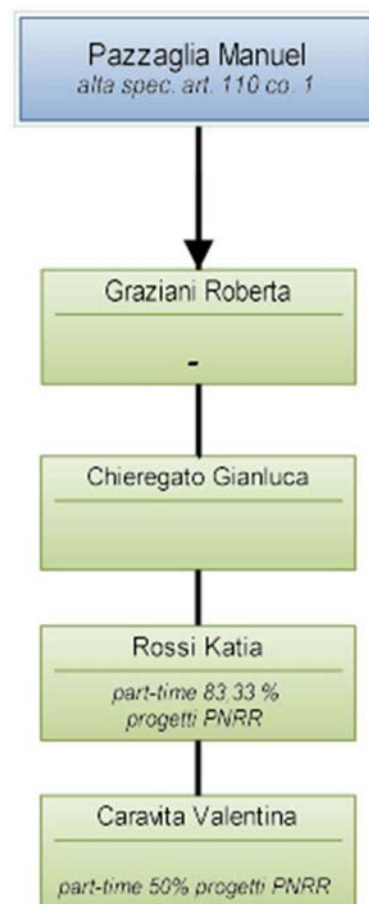 Pazzaglia Manuel
alta spec. art. 110 co. 1
Graziani Roberta
-
Chieregato Gianluca
Rossi Katia
part-time 83,33 %
progetti PNRR
Caravita Valentina
part-time 50% progetti PNRR